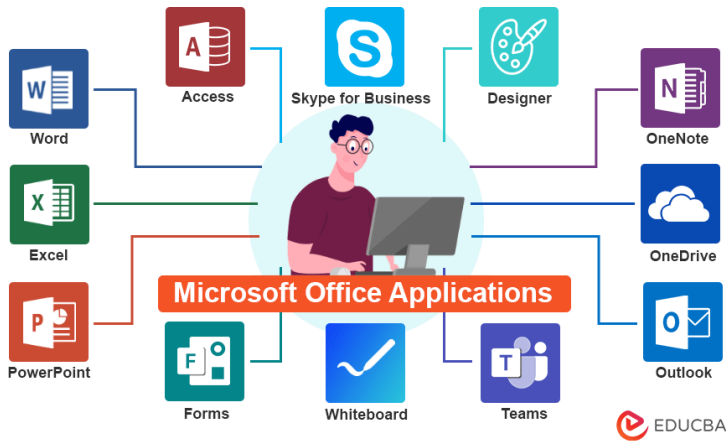 A
S
W
N
Access
Skype for Business
Designer
Word
OneNote
X
Excel
OneDrive
Microsoft Office Applications
P
F
T
O
PowerPoint
Outlook
Forms
Whiteboard
Teams
EDUCBA